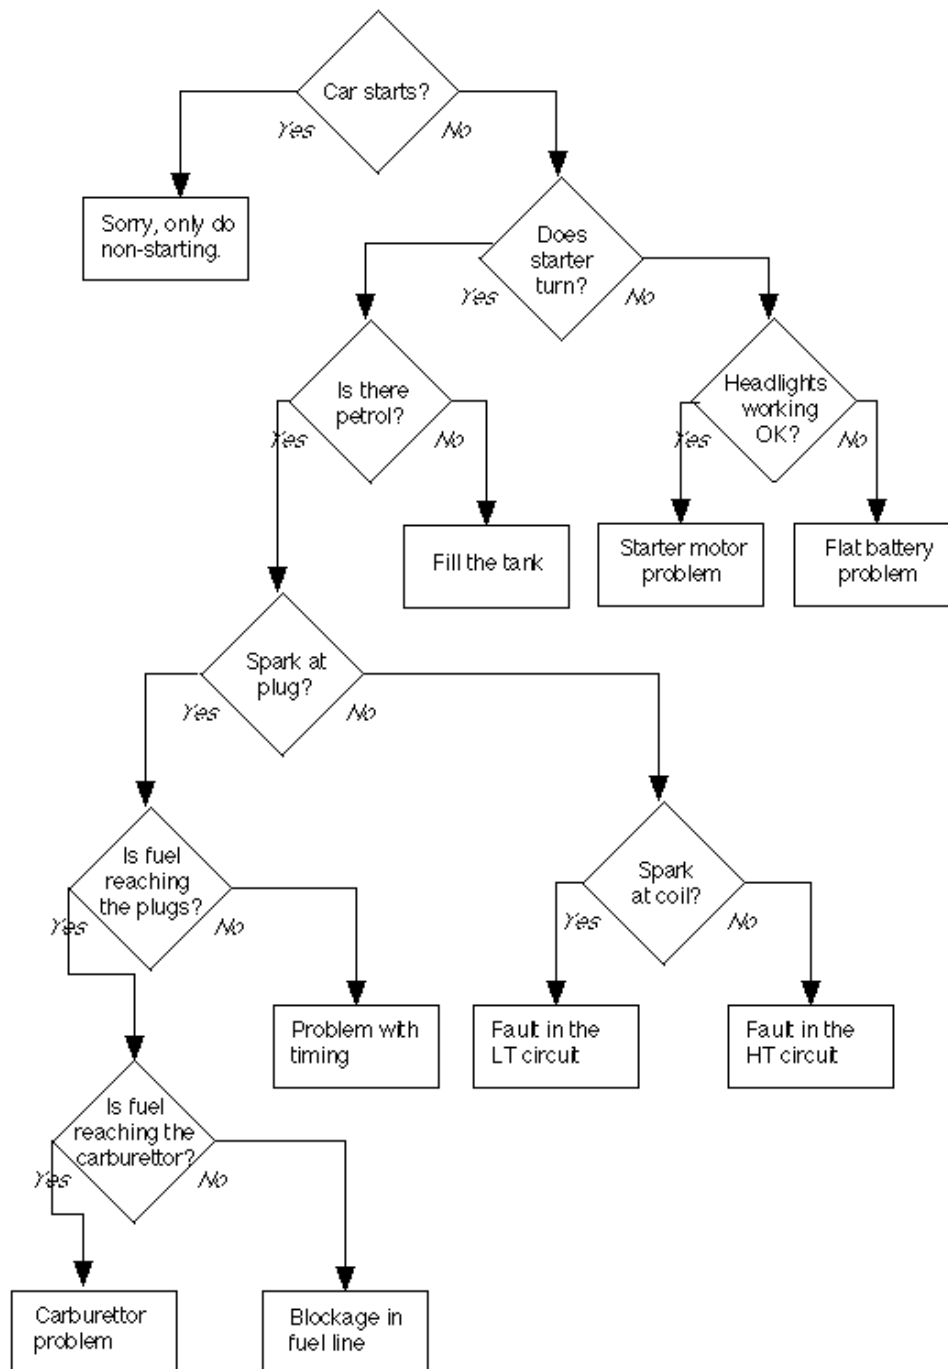 Car starts?
Yes
No
Sorry, only do
non-starting.
Does
starter
turn?
Yes
No
Is there
petrol?
Yes
No
Headlights
working
OK?
Yes
No
Fill the tank
Starter motor
problem
Flat battery
problem
Spark at
plug?
Yes
No
Is fuel
reaching
the plugs?
Yes
No
Spark
at coil?
Yes
No
Problem with
timing
Fault in the
LT circuit
Fault in the
HT circuit
Is fuel
reaching the
carburettor?
Yes
No
Carburettor
problem
Blockage in
fuel line